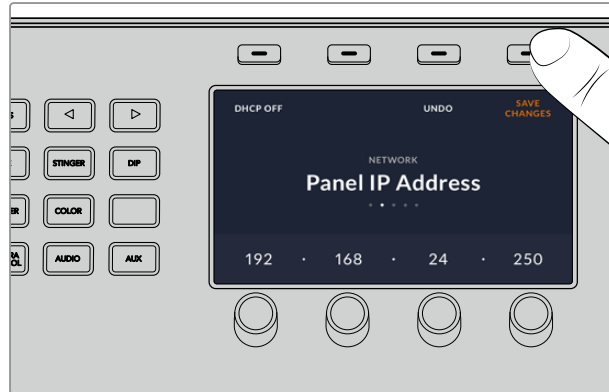 DHCP OFF
UNDO
SAVE
CHANGES
NETWORK
Panel IP Address
192 · 168 · 24 · 250
STINGER
DIP
COLOR
AUDIO
AUX